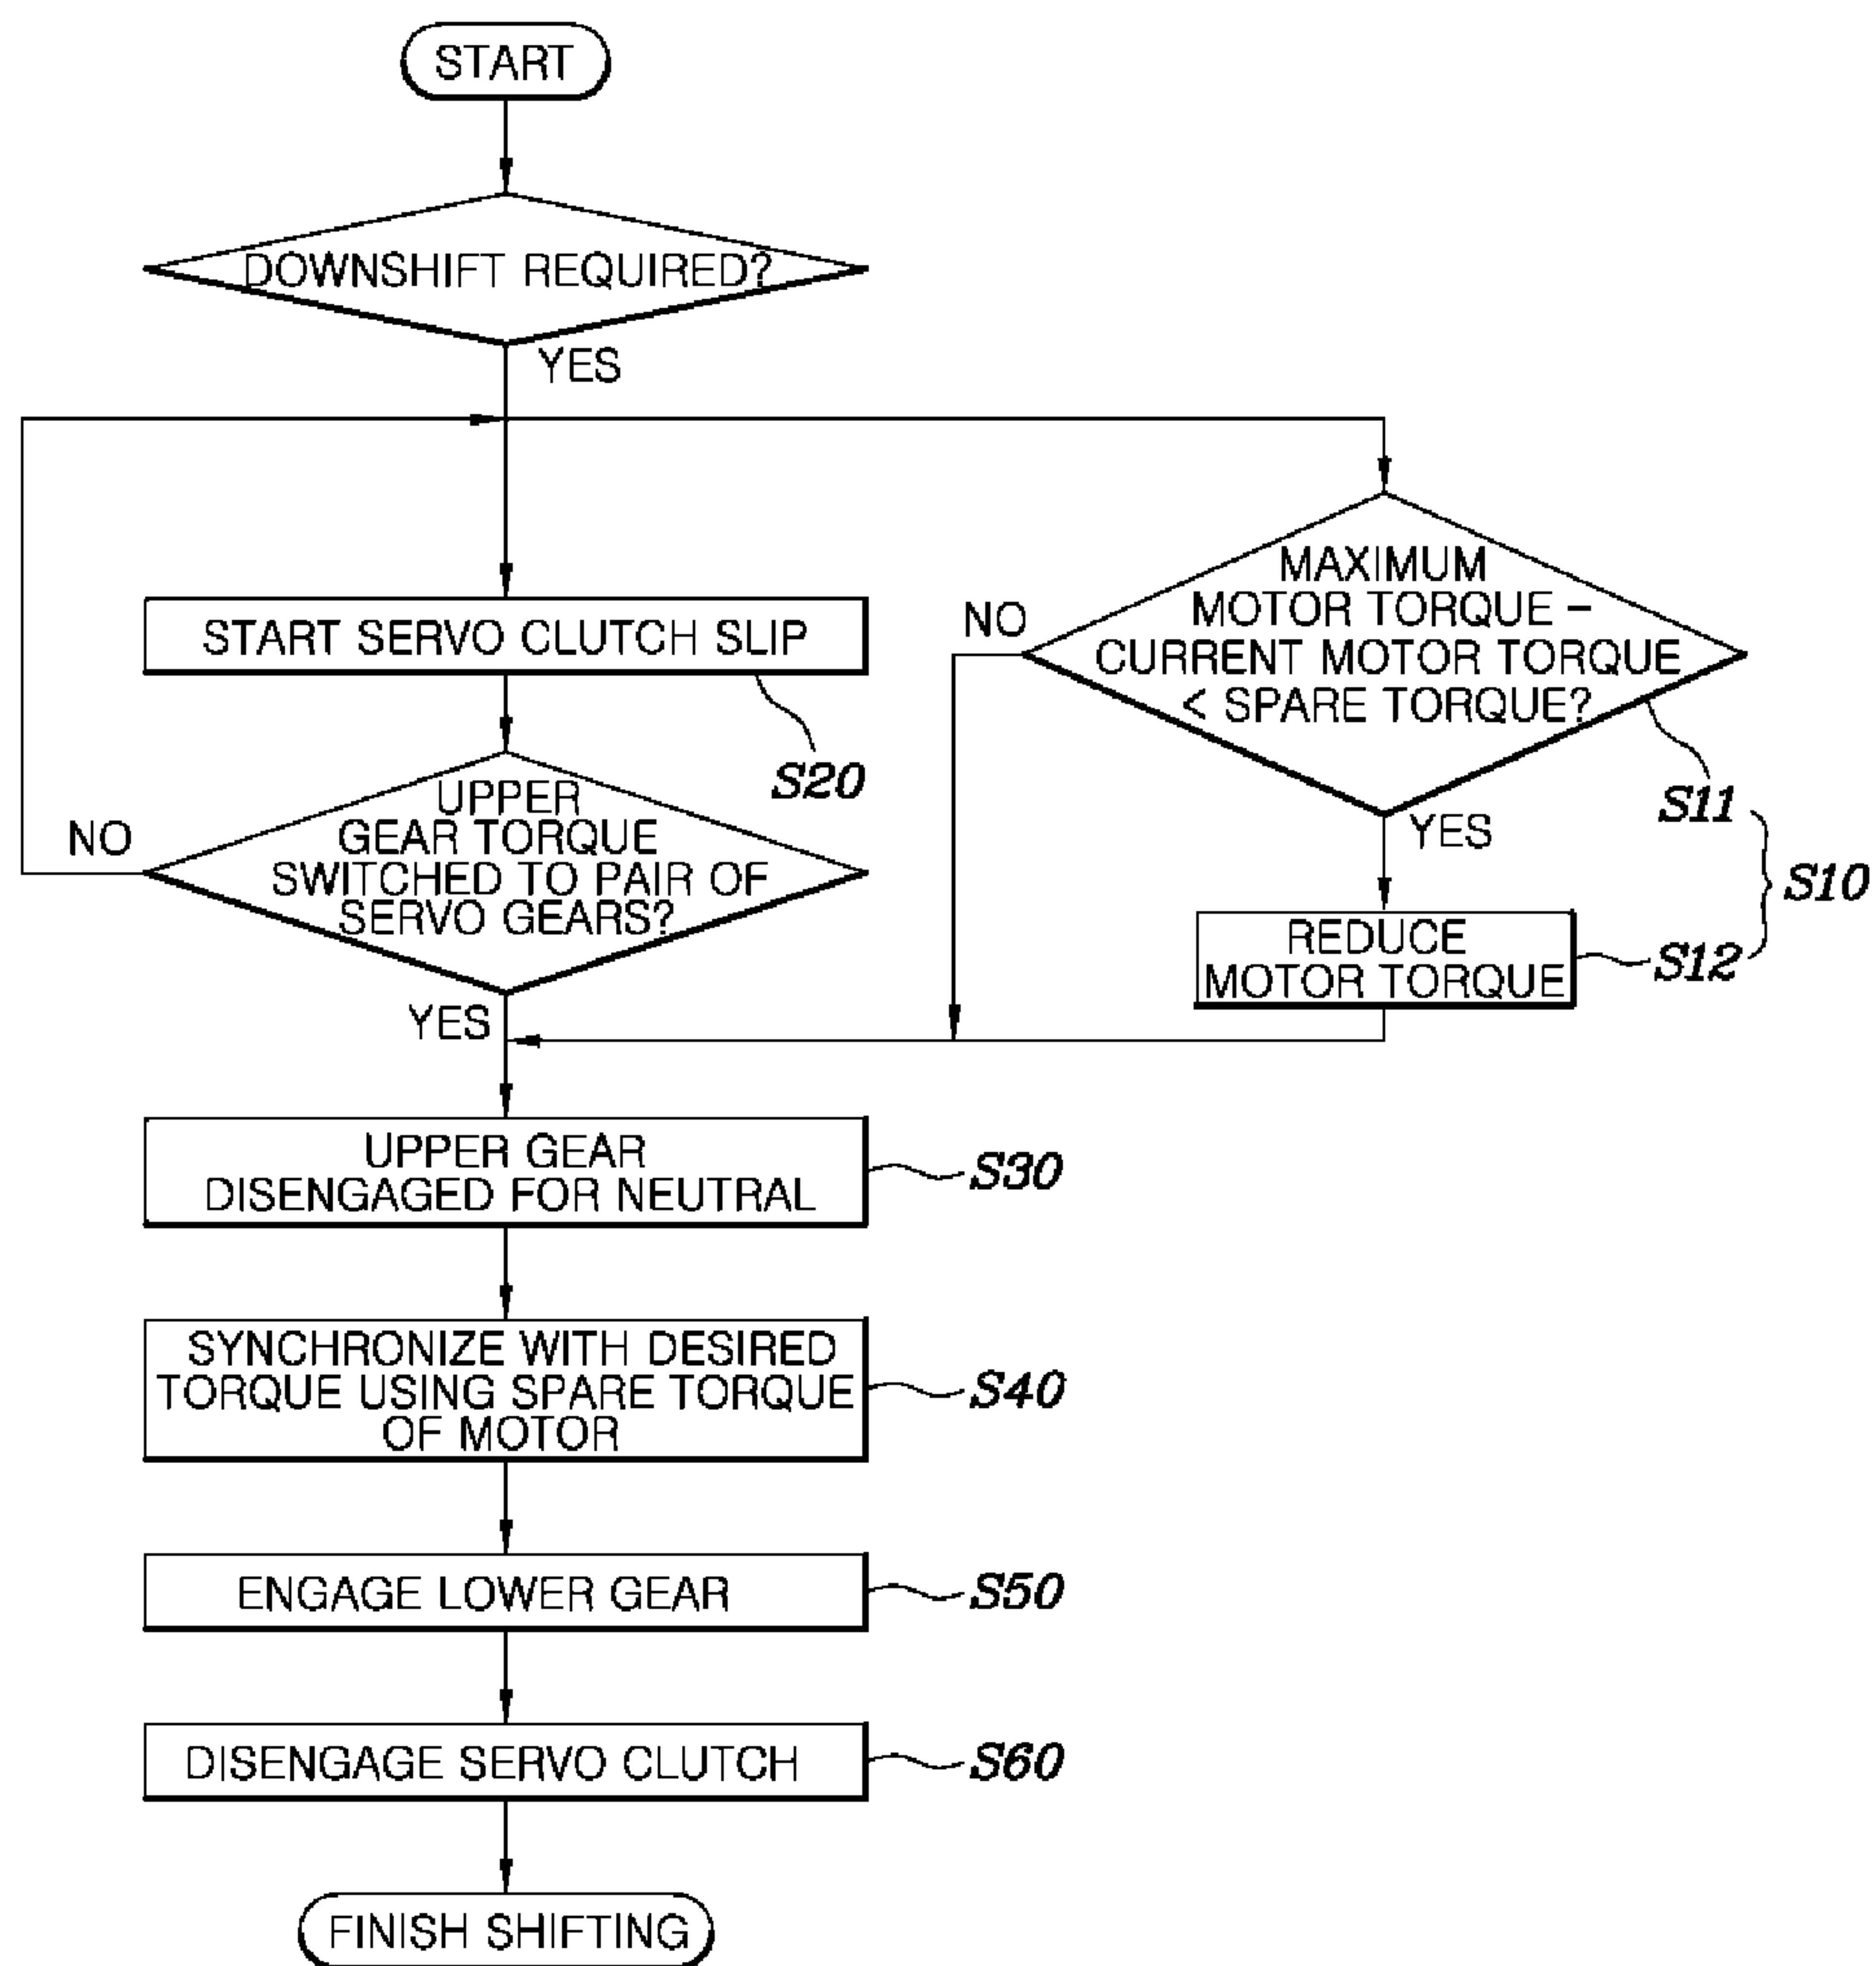 START
DOWNSHIFT REQUIRED?
YES
START SERVO CLUTCH SLIP
S20
UPPER
GEAR TORQUE
SWITCHED TO PAIR OF
SERVO GEARS?
NO
YES
MAXIMUM
MOTOR TORQUE –
CURRENT MOTOR TORQUE
< SPARE TORQUE?
NO
S11
YES
REDUCE
MOTOR TORQUE
S12
S10
UPPER GEAR
DISENGAGED FOR NEUTRAL
S30
SYNCHRONIZE WITH DESIRED
TORQUE USING SPARE TORQUE
OF MOTOR
S40
ENGAGE LOWER GEAR
S50
DISENGAGE SERVO CLUTCH
S60
FINISH SHIFTING